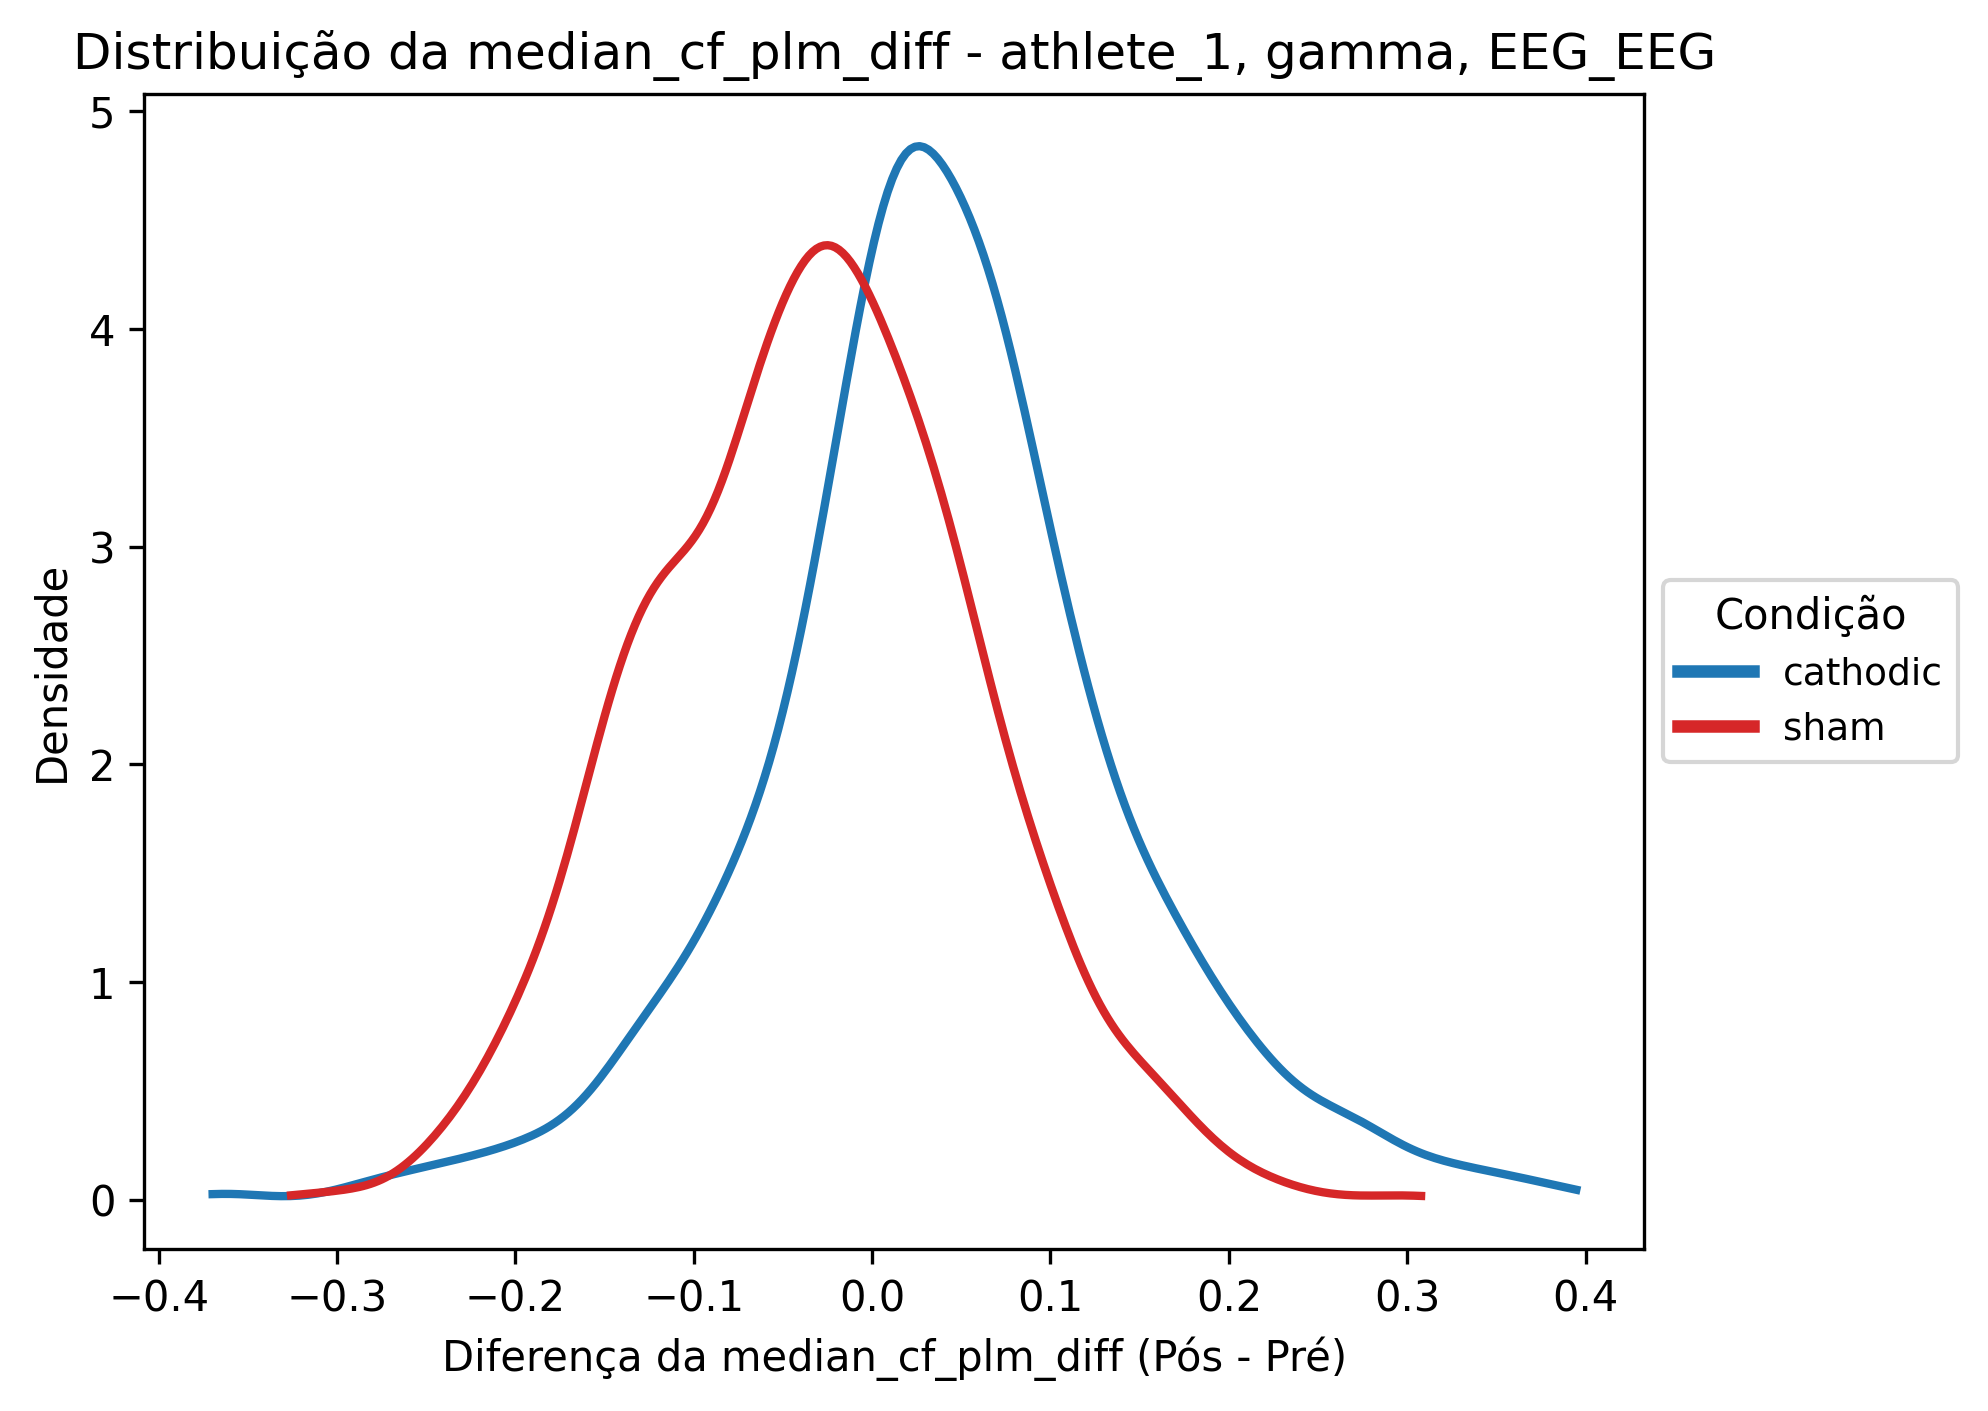 Distribuição da median_cf_plm_diff - athlete_1, gamma, EEG_EEG
5
4
3
2
1
0
Densidade
−0.4 −0.3 −0.2 −0.1 0.0 0.1 0.2 0.3 0.4
Diferença da median_cf_plm_diff (Pós - Pré)
Condição
cathodic
sham